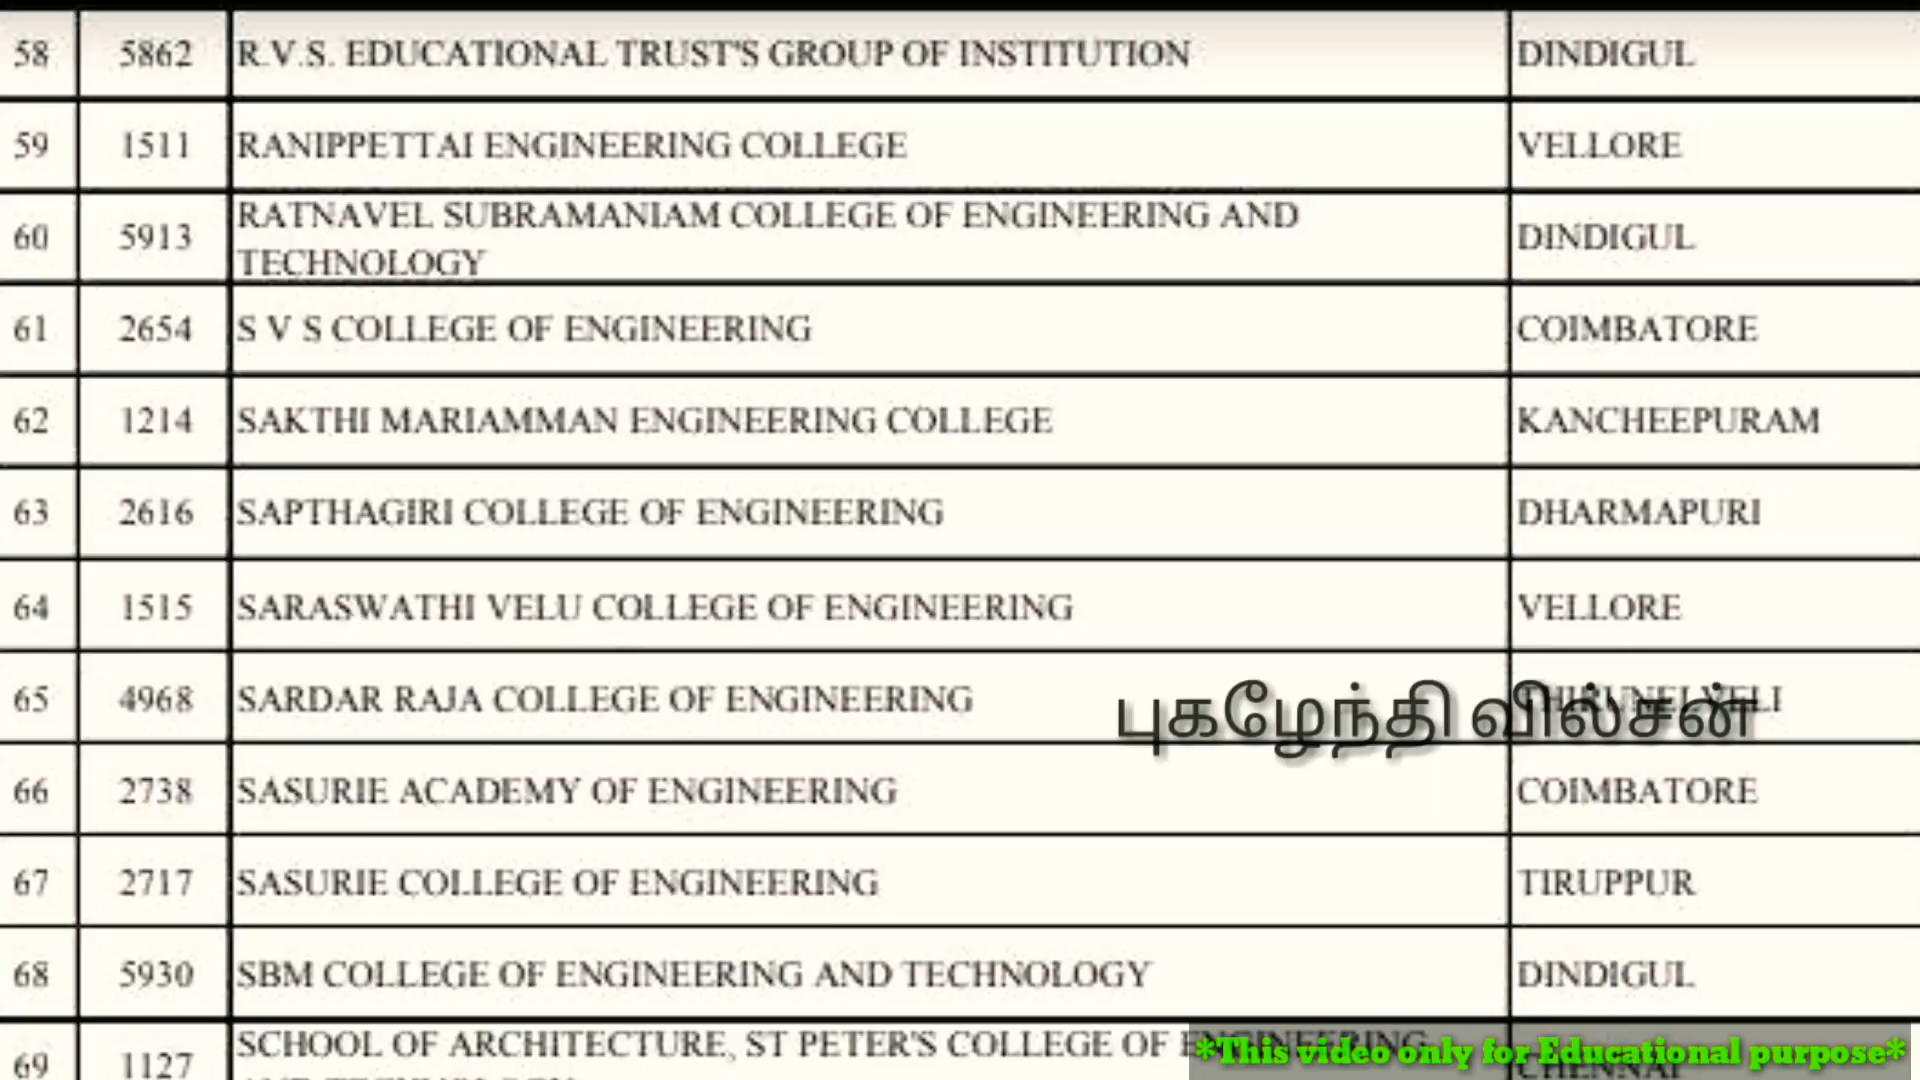 58 5862 R.V.S. EDUCATIONAL TRUST'S GROUP OF INSTITUTION DINDIGUL
59 1511 RANIPPETTAI ENGINEERING COLLEGE VELLORE
60 5913 RATNAVEL SUBRAMANIAM COLLEGE OF ENGINEERING AND
TECHNOLOGY DINDIGUL
61 2654 S V S COLLEGE OF ENGINEERING COIMBATORE
62 1214 SAKTHI MARIAMMAN ENGINEERING COLLEGE KANCHEEPURAM
63 2616 SAPTHAGIRI COLLEGE OF ENGINEERING DHARMAPURI
64 1515 SARASWATHI VELU COLLEGE OF ENGINEERING VELLORE
65 4968 SARDAR RAJA COLLEGE OF ENGINEERING THIRUNELVELI
புகழேந்தி வில்சன்
66 2738 SASURIE ACADEMY OF ENGINEERING COIMBATORE
67 2717 SASURIE COLLEGE OF ENGINEERING TIRUPPUR
68 5930 SBM COLLEGE OF ENGINEERING AND TECHNOLOGY DINDIGUL
69 1127 SCHOOL OF ARCHITECTURE, ST PETER'S COLLEGE OF ENGINEERING
CHENNAI
*This video only for Educational purpose*